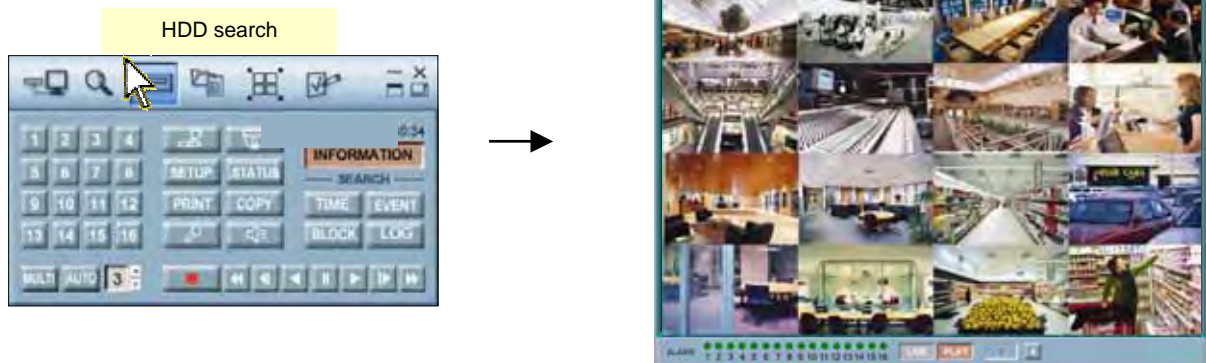 HDD search
1 2 3 4
:34
INFORMATION
5 6 7 8 SETUP STATUS
SEARCH
9 10 11 12 PRINT COPY TIME EVENT
13 14 15 16 BLOCK LOG
MULTI AUTO 3
ALARM 1 2 3 4 5 6 7 8 9 10 11 12 13 14 15 16 LIVE PLAY